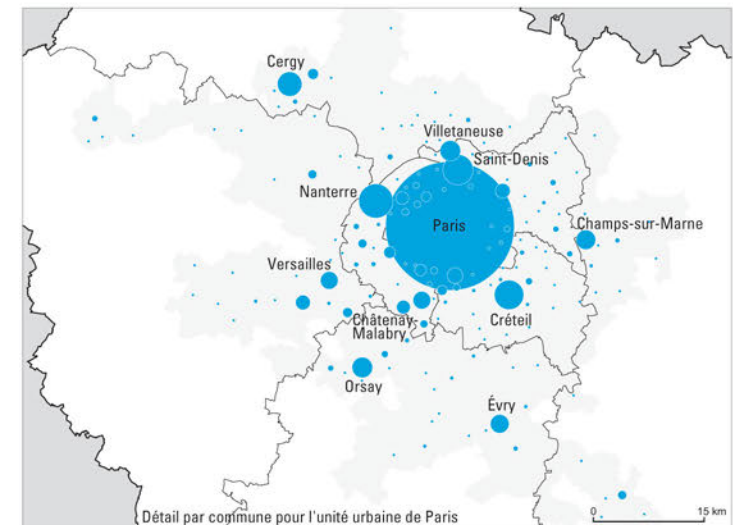 Cergy
Villetaneuse
Saint-Denis
Nanterre
Paris
Champs-sur-Marne
Versailles
Châtenay-
Malabry
Créteil
Orsay
Évry
Détail par commune pour l'unité urbaine de Paris
0 15 km